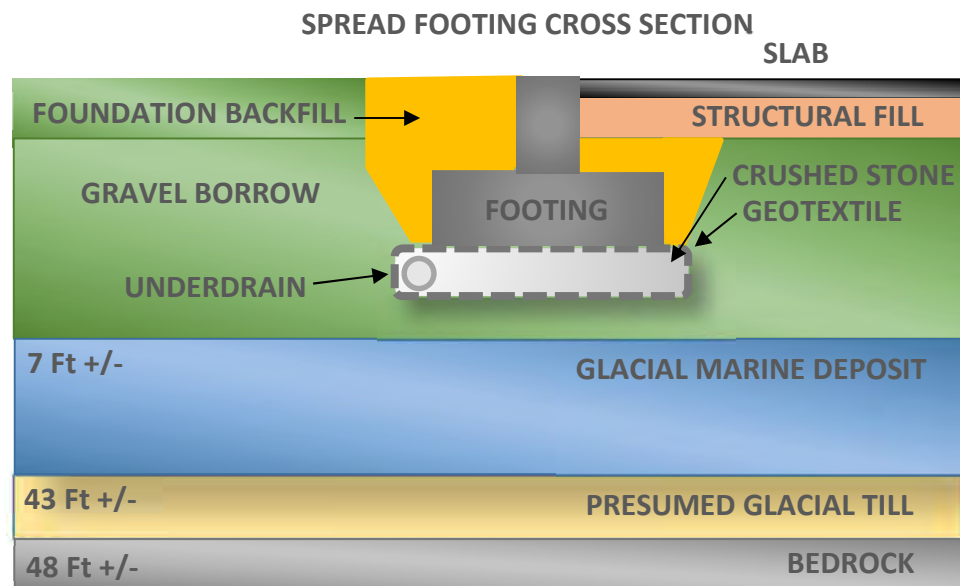 SPREAD FOOTING CROSS SECTION
SLAB
FOUNDATION BACKFILL
STRUCTURAL FILL
GRAVEL BORROW
CRUSHED STONE
FOOTING
GEOTEXTILE
UNDERDRAIN
7 Ft +/-
GLACIAL MARINE DEPOSIT
43 Ft +/-
PRESUMED GLACIAL TILL
48 Ft +/-
BEDROCK